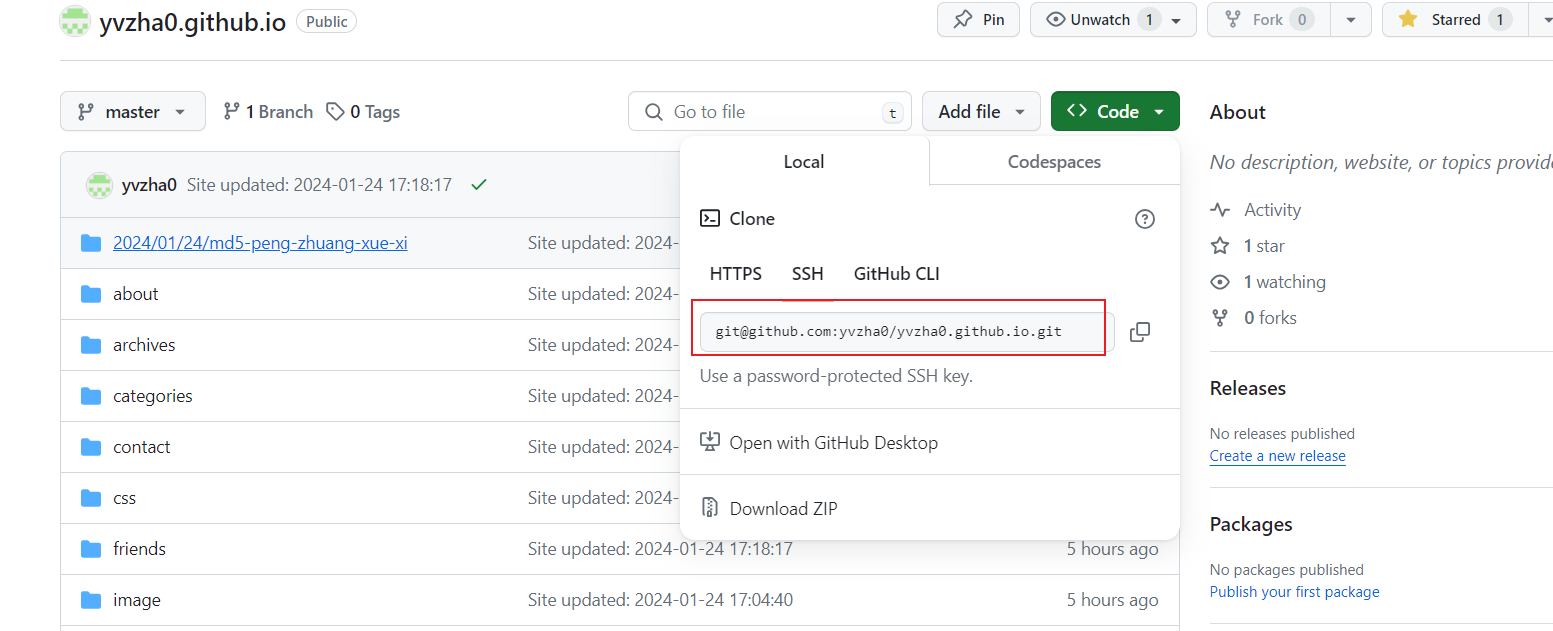 yvzha0.github.io Public Pin Unwatch 1 Fork 0 Starred 1
master 1 Branch 0 Tags Go to file t Add file Code
About
Local Codespaces
No description, website, or topics
yvzha0 Site updated: 2024-01-24 17:18:17
Clone
Activity
2024/01/24/md5-peng-zhuang-xue-xi Site updated: 2024-
1 star
HTTPS SSH GitHub CLI
1 watching
about Site updated: 2024-
0 forks
git@github.com:yvzha0/yvzha0.github.io.git
archives Site updated: 2024-
Use a password-protected SSH key.
Releases
categories Site updated: 2024-
No releases published
Open with GitHub Desktop
contact Site updated: 2024-
Create a new release
css Site updated: 2024-
Download ZIP
Packages
friends Site updated: 2024-01-24 17:18:17 5 hours ago
No packages published
Publish your first package
image Site updated: 2024-01-24 17:04:40 5 hours ago